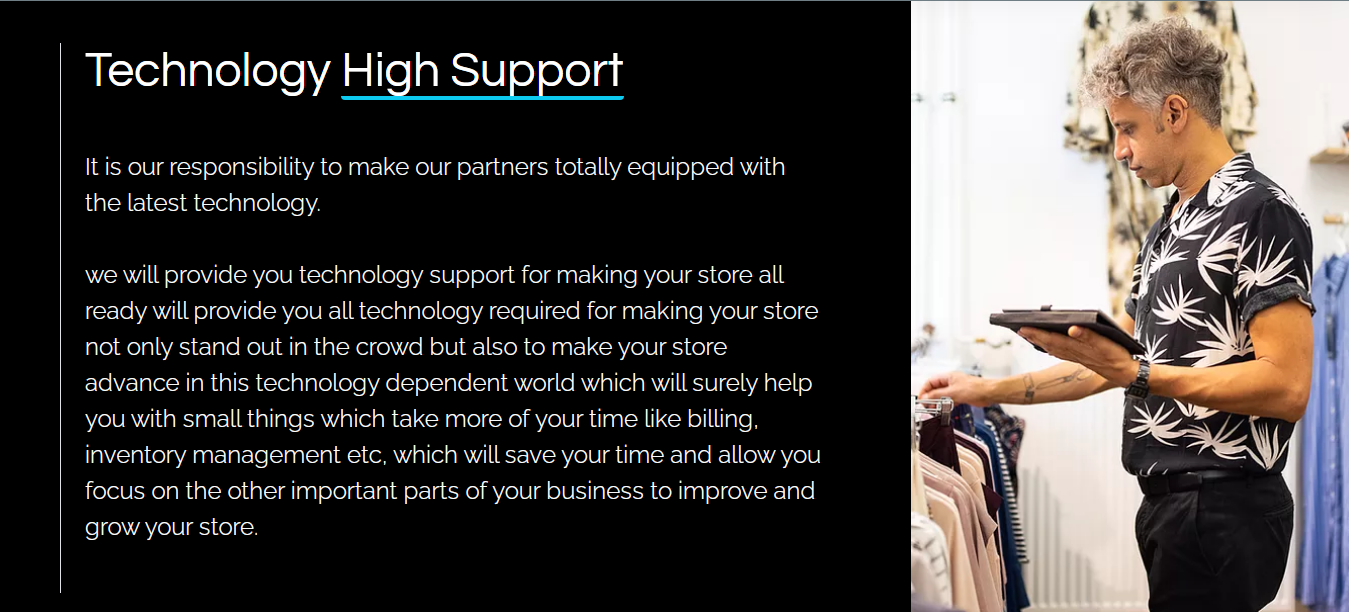 Technology High Support
It is our responsibility to make our partners totally equipped with
the latest technology.
we will provide you technology support for making your store all
ready will provide you all technology required for making your store
not only stand out in the crowd but also to make your store
advance in this technology dependent world which will surely help
you with small things which take more of your time like billing,
inventory management etc, which will save your time and allow you
focus on the other important parts of your business to improve and
grow your store.